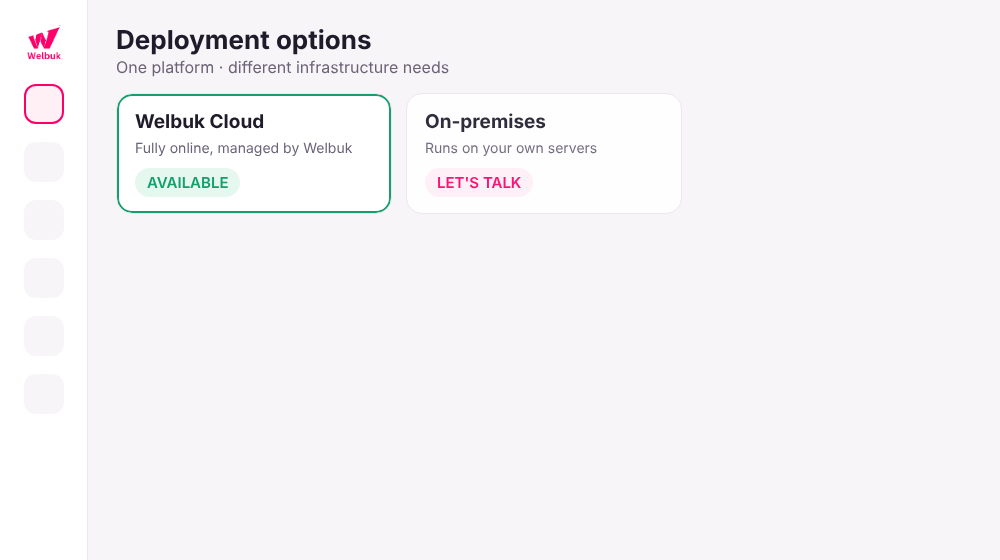 Welbuk
Deployment options
One platform · different infrastructure needs
Welbuk Cloud
Fully online, managed by Welbuk
AVAILABLE
On-premises
Runs on your own servers
LET'S TALK